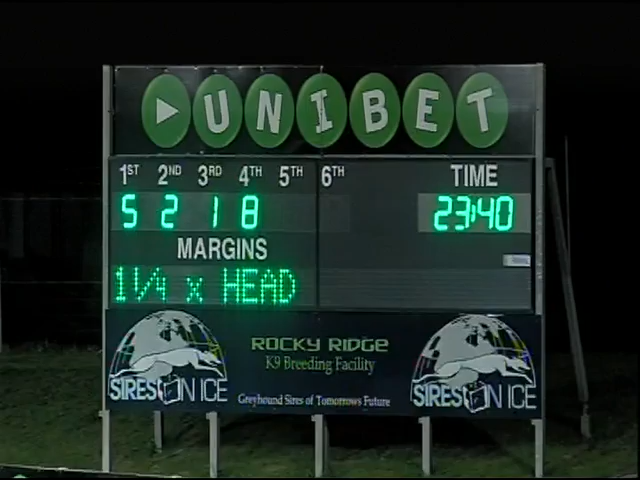 UNIBET
1ST 2ND 3RD 4TH 5TH 6TH TIME
5 2 1 8 23:40
MARGINS
1 1/4 x HEAD
ROCKY RIDGE
K9 Breeding Facility
SIRES ON ICE
Greyhound Sires of Tomorrows Future
SIRES ON ICE